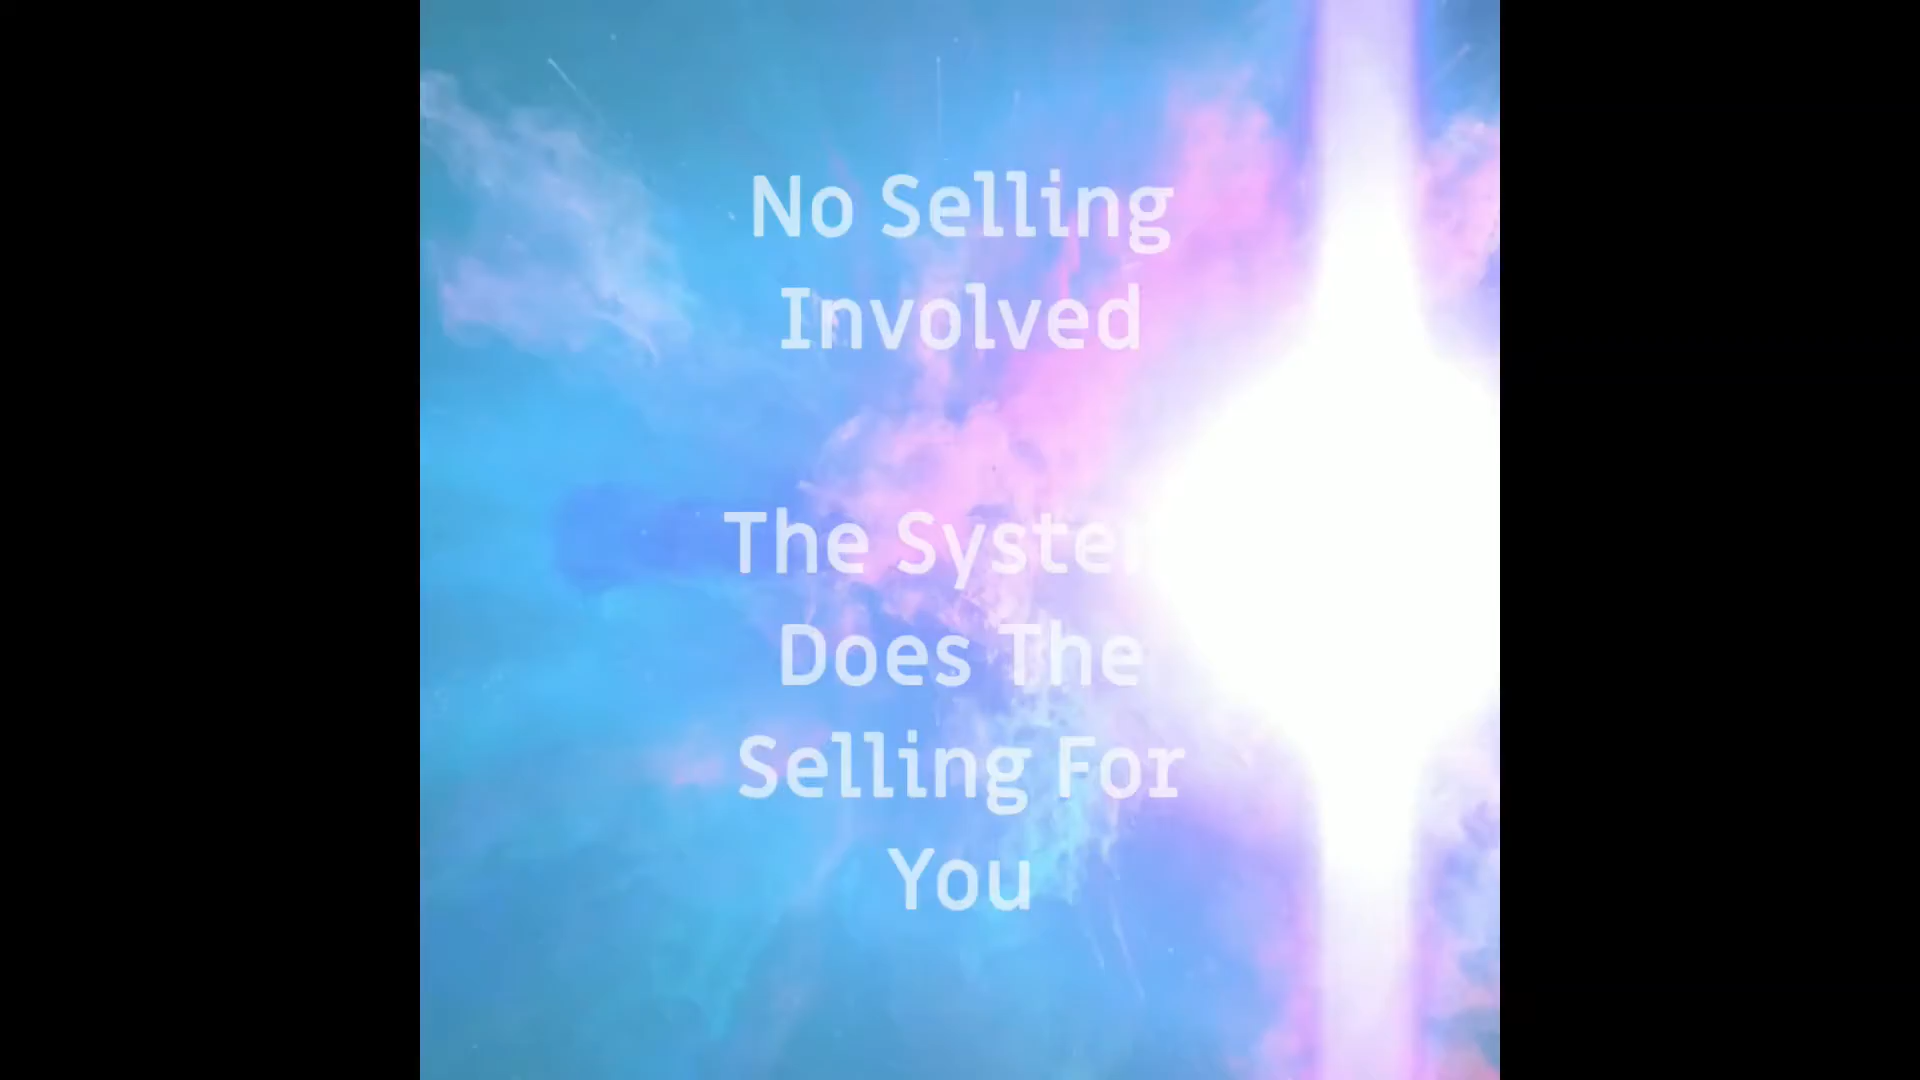 No Selling
Involved
The System
Does The
Selling For
You